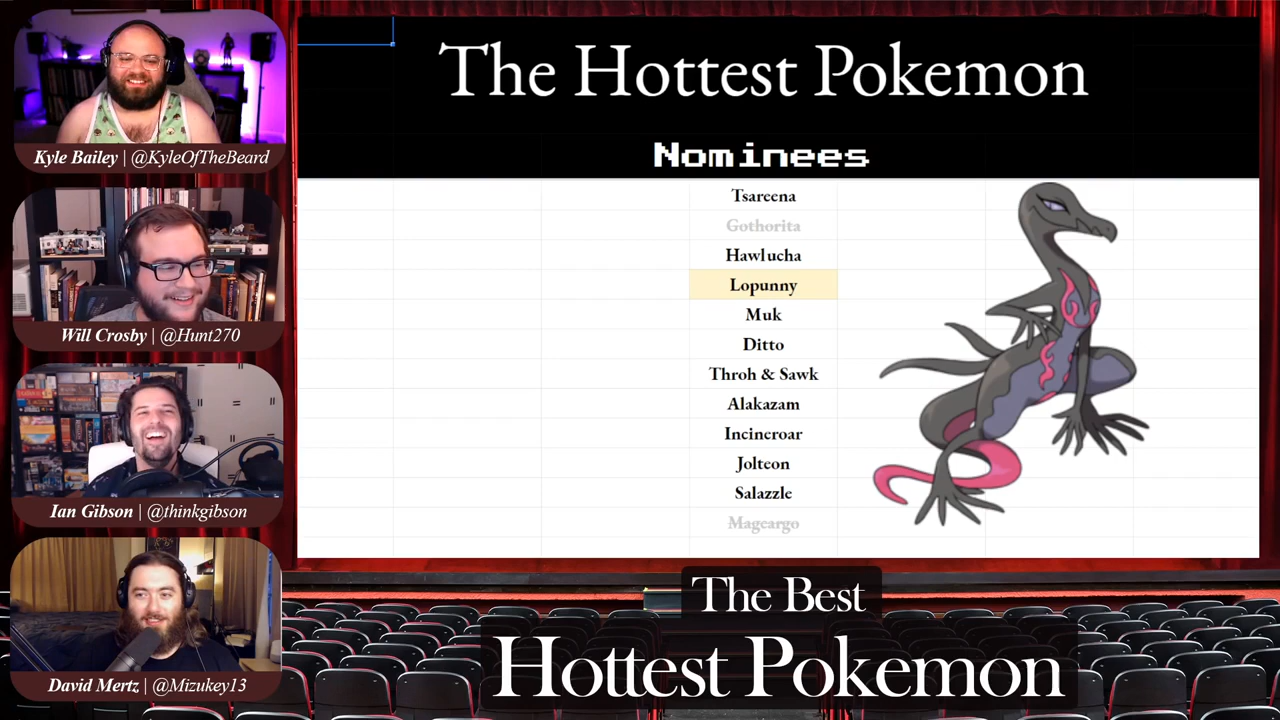 The Hottest Pokemon
Nominees
Tsareena
Gothorita
Hawlucha
Lopunny
Muk
Ditto
Throh & Sawk
Alakazam
Incineroar
Jolteon
Salazzle
Magcargo
Kyle Bailey | @KyleOfTheBeard
Will Crosby | @Hunt270
Ian Gibson | @thinkgibson
David Mertz | @Mizukey13
The Best
Hottest Pokemon